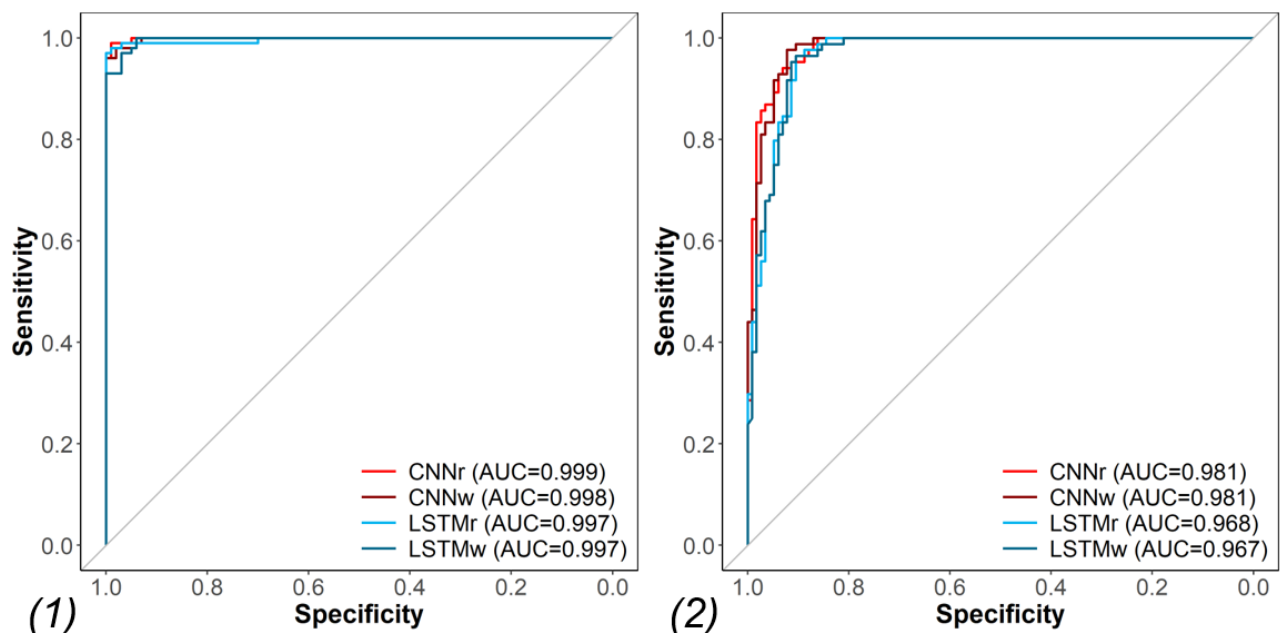 1.0
0.8
0.6
0.4
0.2
0.0
Sensitivity
CNNr (AUC=0.999)
CNNw (AUC=0.998)
LSTMr (AUC=0.997)
LSTMw (AUC=0.997)
1.0 0.8 0.6 0.4 0.2 0.0
Specificity
(1)
1.0
0.8
0.6
0.4
0.2
0.0
Sensitivity
CNNr (AUC=0.981)
CNNw (AUC=0.981)
LSTMr (AUC=0.968)
LSTMw (AUC=0.967)
1.0 0.8 0.6 0.4 0.2 0.0
Specificity
(2)